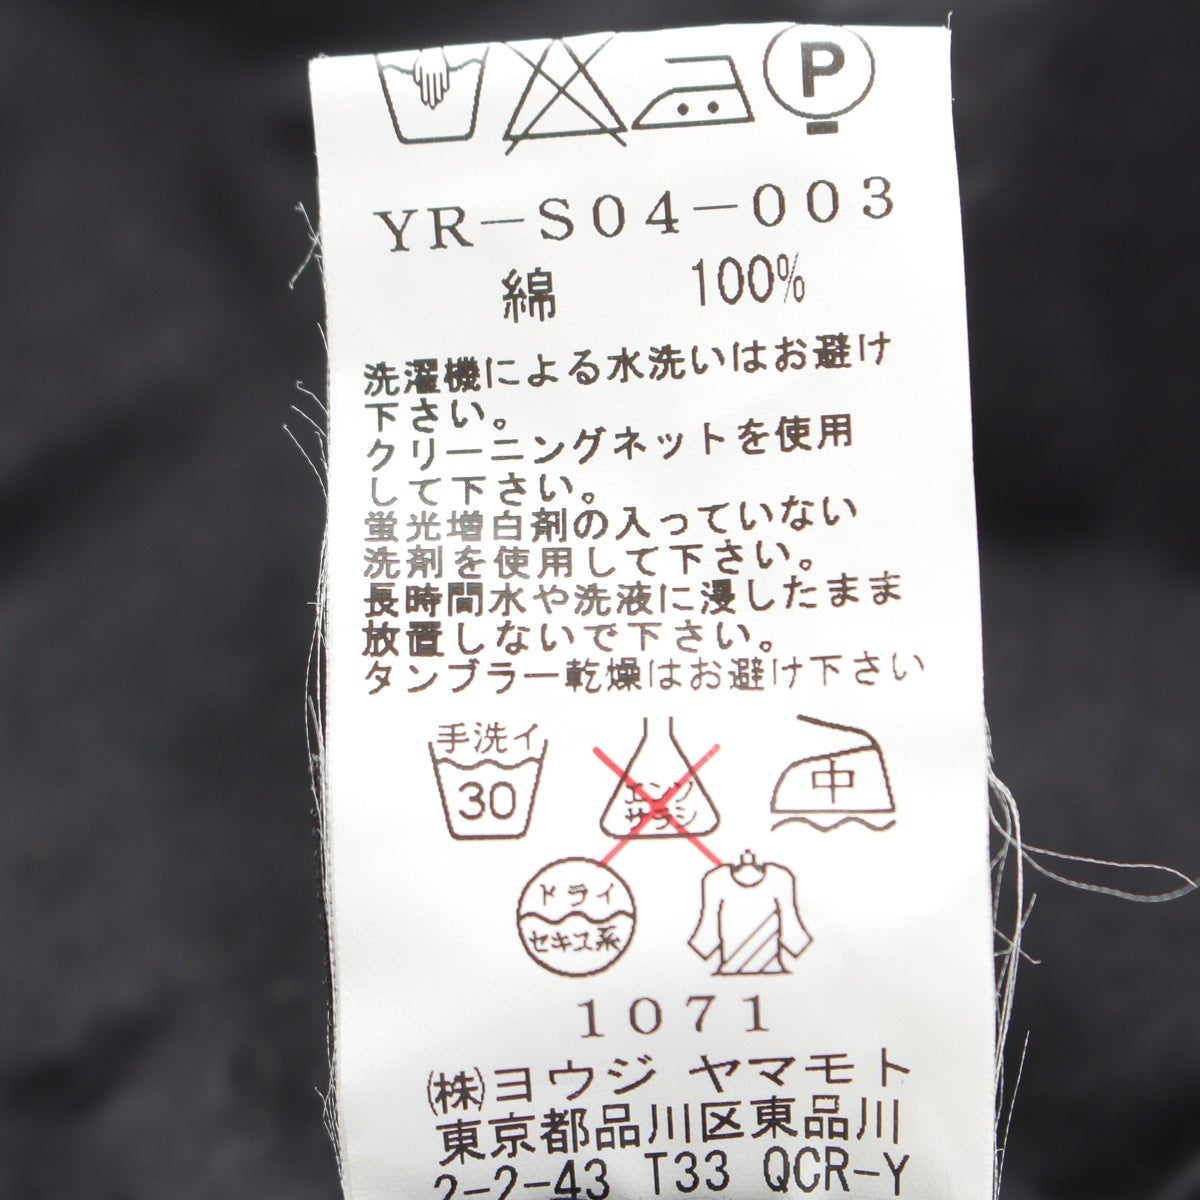 P
YR-S04-003
綿 100%
洗濯機による水洗いはお避け
下さい。
クリーニングネットを使用
して下さい。
蛍光増白剤の入っていない
洗剤を使用して下さい。
長時間水や洗液に浸したまま
放置しないで下さい。
タンブラー乾燥はお避け下さい
手洗イ
30
エンソ
サラシ
中
ドライ
セキユ系
1071
(株)ヨウジ ヤマモト
東京都品川区東品川
2-2-43 T33 QCR-Y